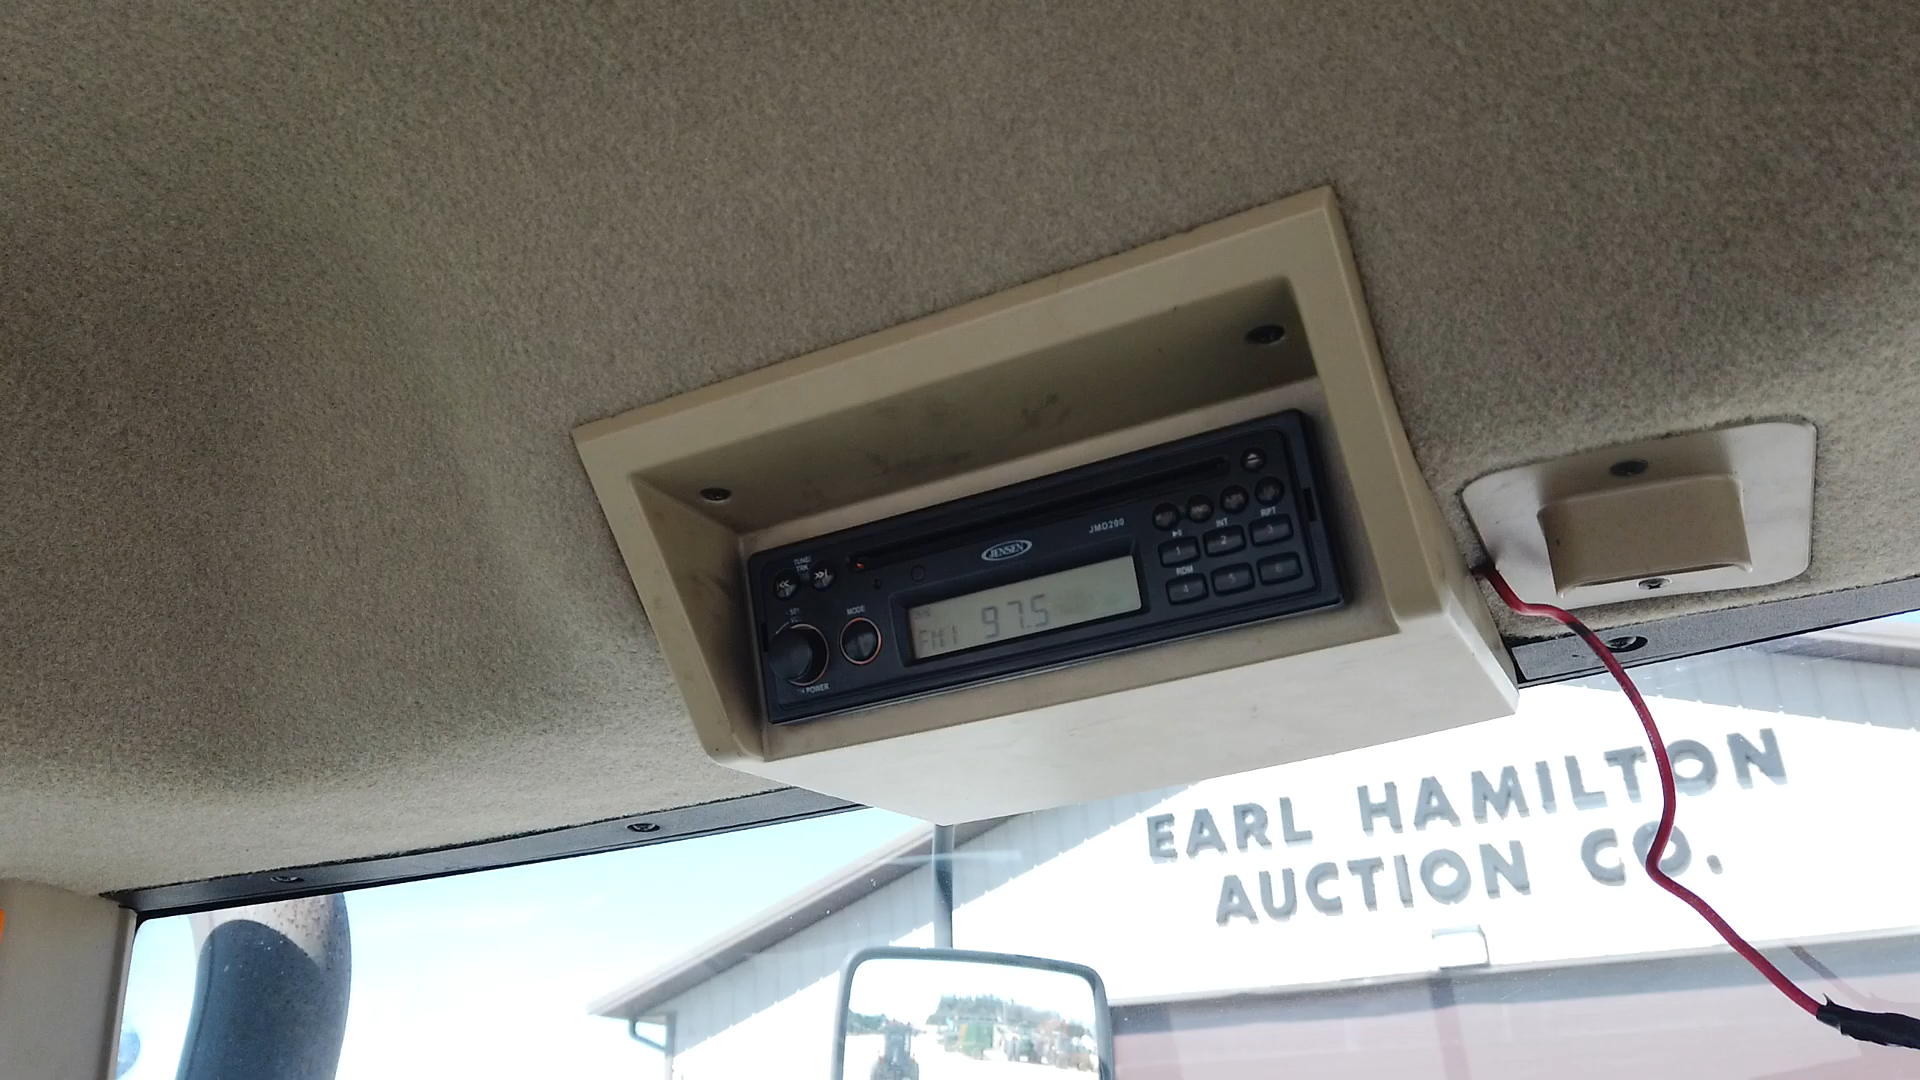 JENSEN
JMD200
TUNE/
TRK
MODE
POWER
INT
RPT
1
2
3
RDM
4
5
6
FM1 97.5
EARL HAMILTON
AUCTION CO.